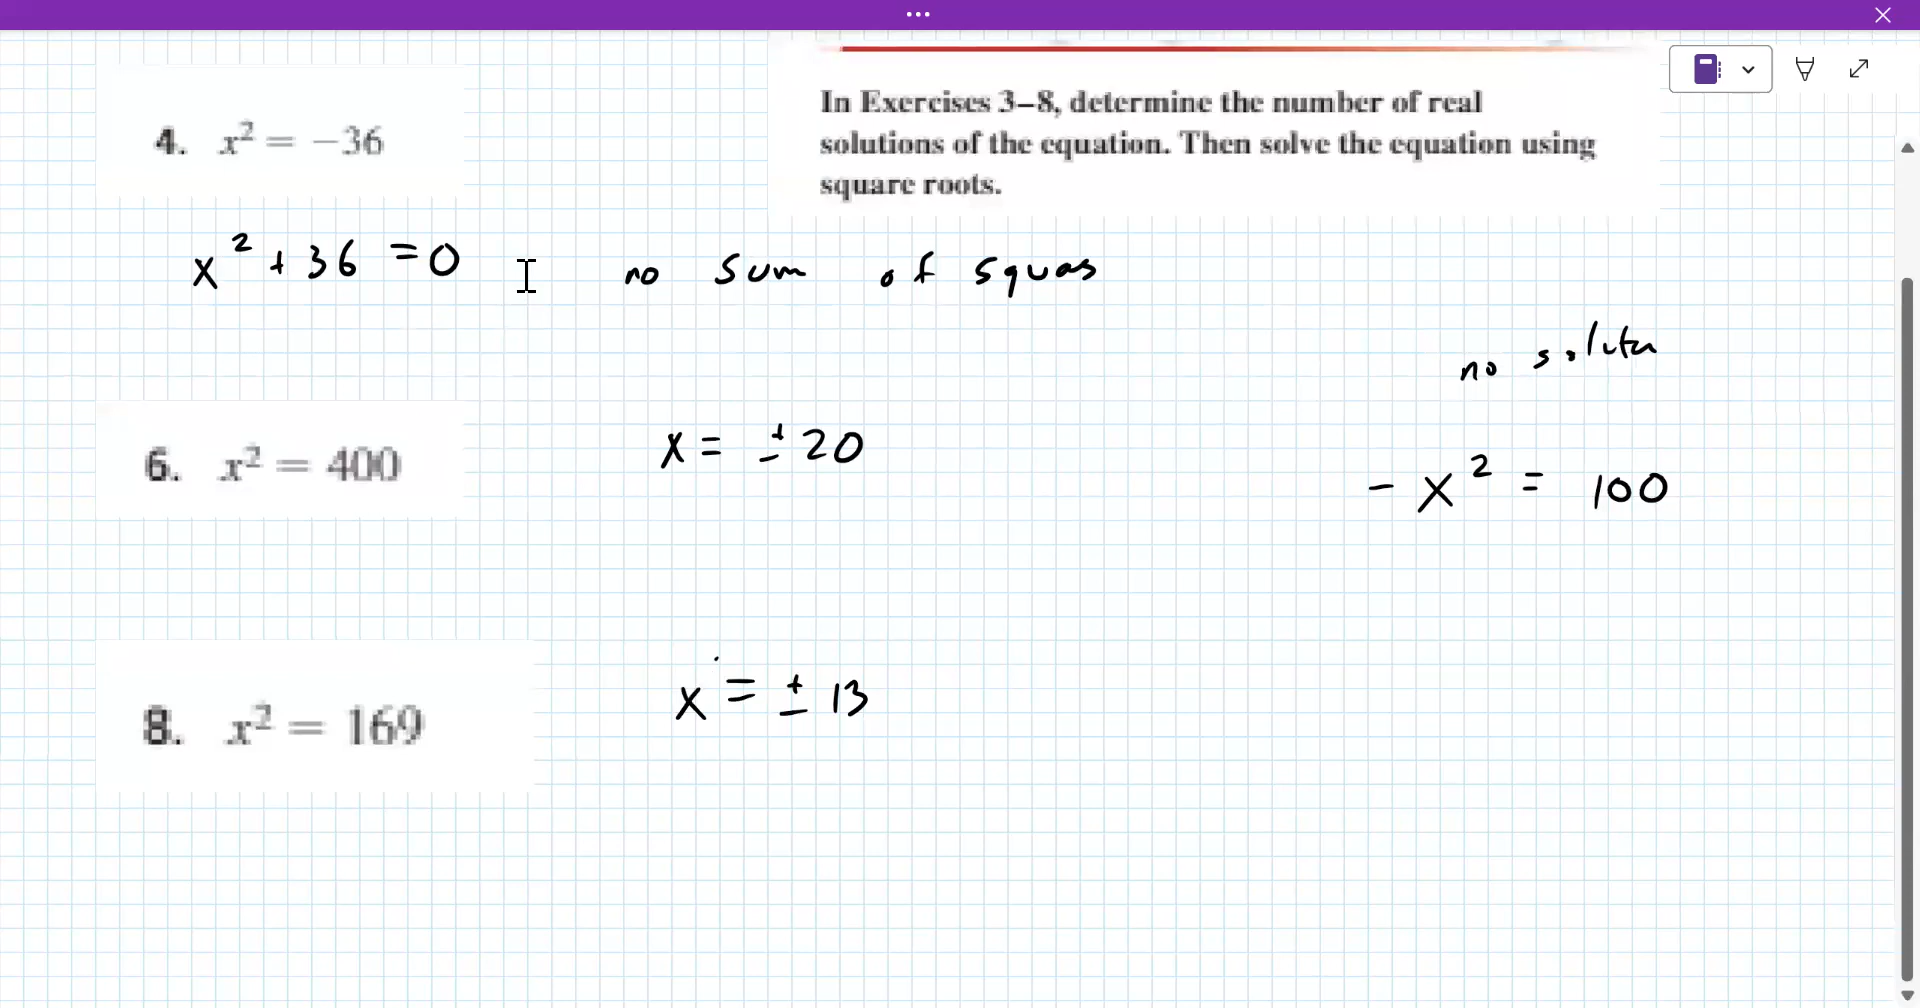 In Exercises 3–8, determine the number of real
solutions of the equation. Then solve the equation using
square roots.
4. x² = −36
x² + 36 = 0 no sum of squas
no soluten
6. x² = 400 x = ± 20
- x² = 100
8. x² = 169 x = ± 13